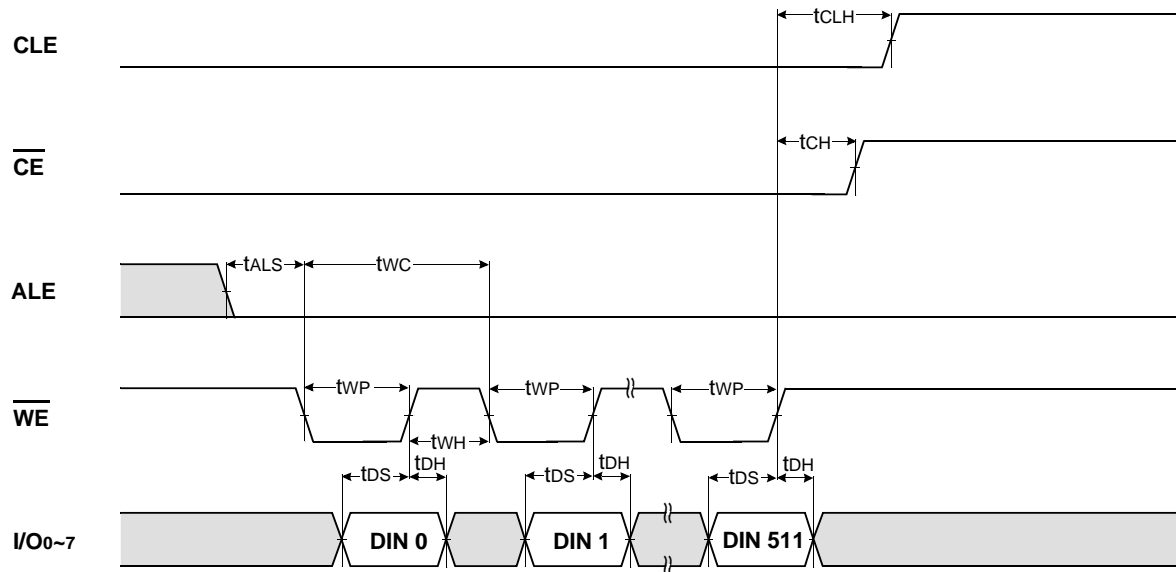 tCLH
CLE
tCH
CE
tALS
tWC
ALE
tWP
tWP
tWP
WE
tWH
tDH
tDH
tDH
tDS
tDS
tDS
I/O0~7
DIN 0
DIN 1
DIN 511